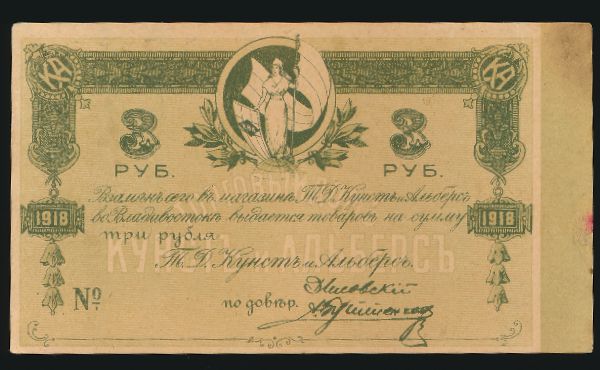 КА КА
3 3
РУБ. РУБ.
Взамѣнъ сего въ магазинѣ Т.Д. Кунстъ и Альберсъ
во Владивостокѣ выдается товаровъ на сумму
1918 1918
три рубля
КУНСТЪ АЛЬБЕРСЪ
Т.Д. Кунстъ и Альберсъ.
№
по довѣр.